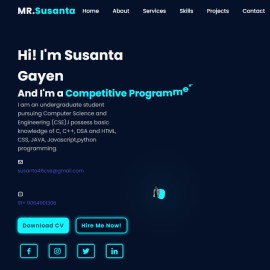 MR.Susanta Home About Services Skills Projects Contact
Hi! I'm Susanta
Gayen
And I'm a Competitive Programme
I am an undergraduate student
pursuing Computer Science and
Engineering (CSE).I possess basic
knowledge of C, C++, DSA and HTML,
CSS, JAVA, Javascript,python
programming.
Download CV Hire Me Now!